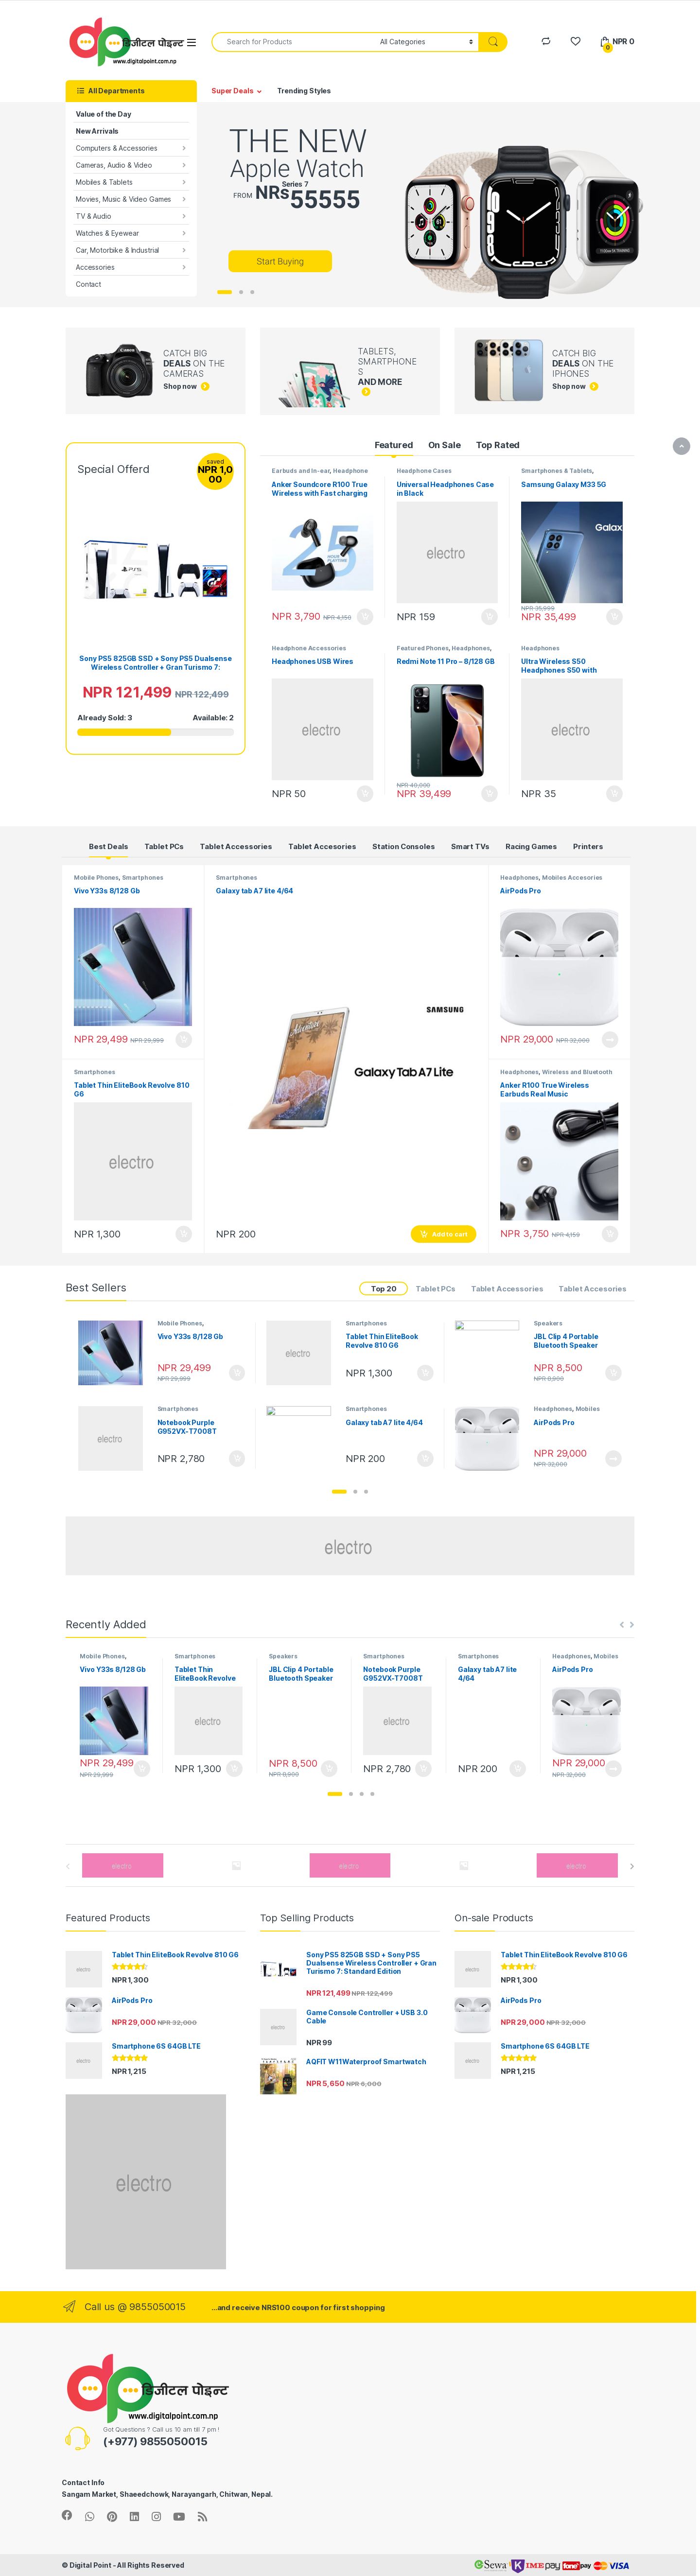 डिजीटल पोइन्ट
www.digitalpoint.com.np
Search for Products
All Categories
0
NPR 0
All Departments
Super Deals
Trending Styles
Value of the Day
New Arrivals
Computers & Accessories
Cameras, Audio & Video
Mobiles & Tablets
Movies, Music & Video Games
TV & Audio
Watches & Eyewear
Car, Motorbike & Industrial
Accessories
Contact
THE NEW
Apple Watch
Series 7
FROM NRs 55555
Start Buying
CATCH BIG
DEALS ON THE
CAMERAS
Shop now
TABLETS,
SMARTPHONE
S
AND MORE
CATCH BIG
DEALS ON THE
IPHONES
Shop now
Special Offerd
saved
NPR 1,0
00
Sony PS5 825GB SSD + Sony PS5 Dualsense
Wireless Controller + Gran Turismo 7:
NPR 121,499 NPR 122,499
Already Sold: 3
Available: 2
Featured
On Sale
Top Rated
Earbuds and In-ear, Headphone
Anker Soundcore R100 True
Wireless with Fast charging
25
NPR 3,790 NPR 4,150
Headphone Cases
Universal Headphones Case
in Black
electro
NPR 159
Smartphones & Tablets,
Samsung Galaxy M33 5G
Galax
NPR 35,999
NPR 35,499
Headphone Accessories
Headphones USB Wires
electro
NPR 50
Featured Phones, Headphones,
Redmi Note 11 Pro – 8/128 GB
NPR 40,000
NPR 39,499
Headphones
Ultra Wireless S50
Headphones S50 with
electro
NPR 35
Best Deals
Tablet PCs
Tablet Accessories
Tablet Accesories
Station Consoles
Smart TVs
Racing Games
Printers
Mobile Phones, Smartphones
Vivo Y33s 8/128 Gb
NPR 29,499 NPR 29,999
Smartphones
Tablet Thin EliteBook Revolve 810
G6
electro
NPR 1,300
Smartphones
Galaxy tab A7 lite 4/64
SAMSUNG
Galaxy Tab A7 Lite
NPR 200
Add to cart
Headphones, Mobiles Accesories
AirPods Pro
NPR 29,000 NPR 32,000
Headphones, Wireless and Bluetooth
Anker R100 True Wireless
Earbuds Real Music
NPR 3,750 NPR 4,159
Best Sellers
Top 20
Tablet PCs
Tablet Accessories
Tablet Accesories
Mobile Phones,
Vivo Y33s 8/128 Gb
NPR 29,499
NPR 29,999
electro
Smartphones
Tablet Thin EliteBook
Revolve 810 G6
NPR 1,300
Speakers
JBL Clip 4 Portable
Bluetooth Speaker
NPR 8,500
NPR 8,900
electro
Smartphones
Notebook Purple
G952VX-T7008T
NPR 2,780
Smartphones
Galaxy tab A7 lite 4/64
NPR 200
Headphones, Mobiles
AirPods Pro
NPR 29,000
NPR 32,000
electro
Recently Added
Mobile Phones,
Vivo Y33s 8/128 Gb
NPR 29,499
NPR 29,999
Smartphones
Tablet Thin
EliteBook Revolve
electro
NPR 1,300
Speakers
JBL Clip 4 Portable
Bluetooth Speaker
NPR 8,500
NPR 8,900
Smartphones
Notebook Purple
G952VX-T7008T
electro
NPR 2,780
Smartphones
Galaxy tab A7 lite
4/64
NPR 200
Headphones, Mobiles
AirPods Pro
NPR 29,000
NPR 32,000
electro
electro
electro
Featured Products
electro
Tablet Thin EliteBook Revolve 810 G6
NPR 1,300
AirPods Pro
NPR 29,000 NPR 32,000
electro
Smartphone 6S 64GB LTE
NPR 1,215
electro
Top Selling Products
Sony PS5 825GB SSD + Sony PS5
Dualsense Wireless Controller + Gran
Turismo 7: Standard Edition
NPR 121,499 NPR 122,499
electro
Game Console Controller + USB 3.0
Cable
NPR 99
AQFIT W11Waterproof Smartwatch
NPR 5,650 NPR 6,000
On-sale Products
electro
Tablet Thin EliteBook Revolve 810 G6
NPR 1,300
AirPods Pro
NPR 29,000 NPR 32,000
electro
Smartphone 6S 64GB LTE
NPR 1,215
Call us @ 9855050015
...and receive NRS100 coupon for first shopping
डिजीटल पोइन्ट
www.digitalpoint.com.np
Got Questions ? Call us 10 am till 7 pm !
(+977) 9855050015
Contact Info
Sangam Market, Shaeedchowk, Narayangarh, Chitwan, Nepal.
© Digital Point - All Rights Reserved
eSewa
IME pay
fonepay
VISA